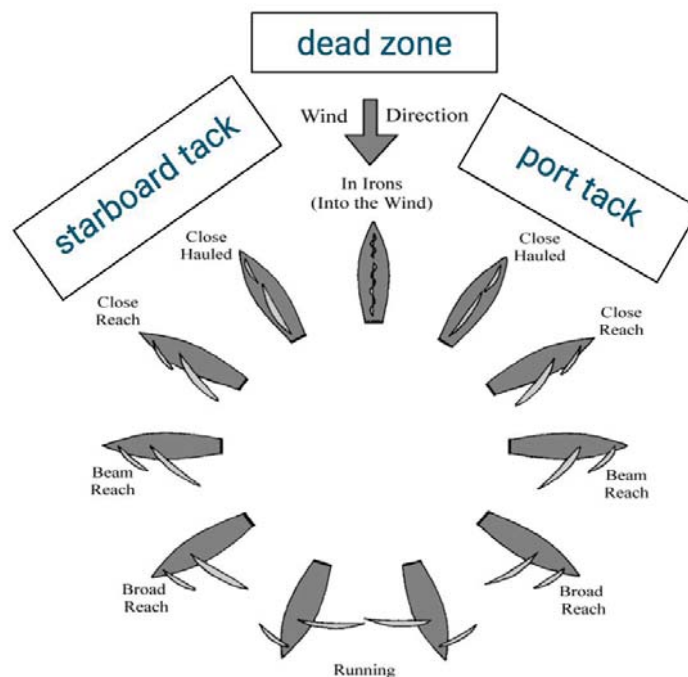 dead zone
starboard tack
port tack
Wind Direction
In Irons
(Into the Wind)
Close
Hauled
Close
Hauled
Close
Reach
Close
Reach
Beam
Reach
Beam
Reach
Broad
Reach
Broad
Reach
Running